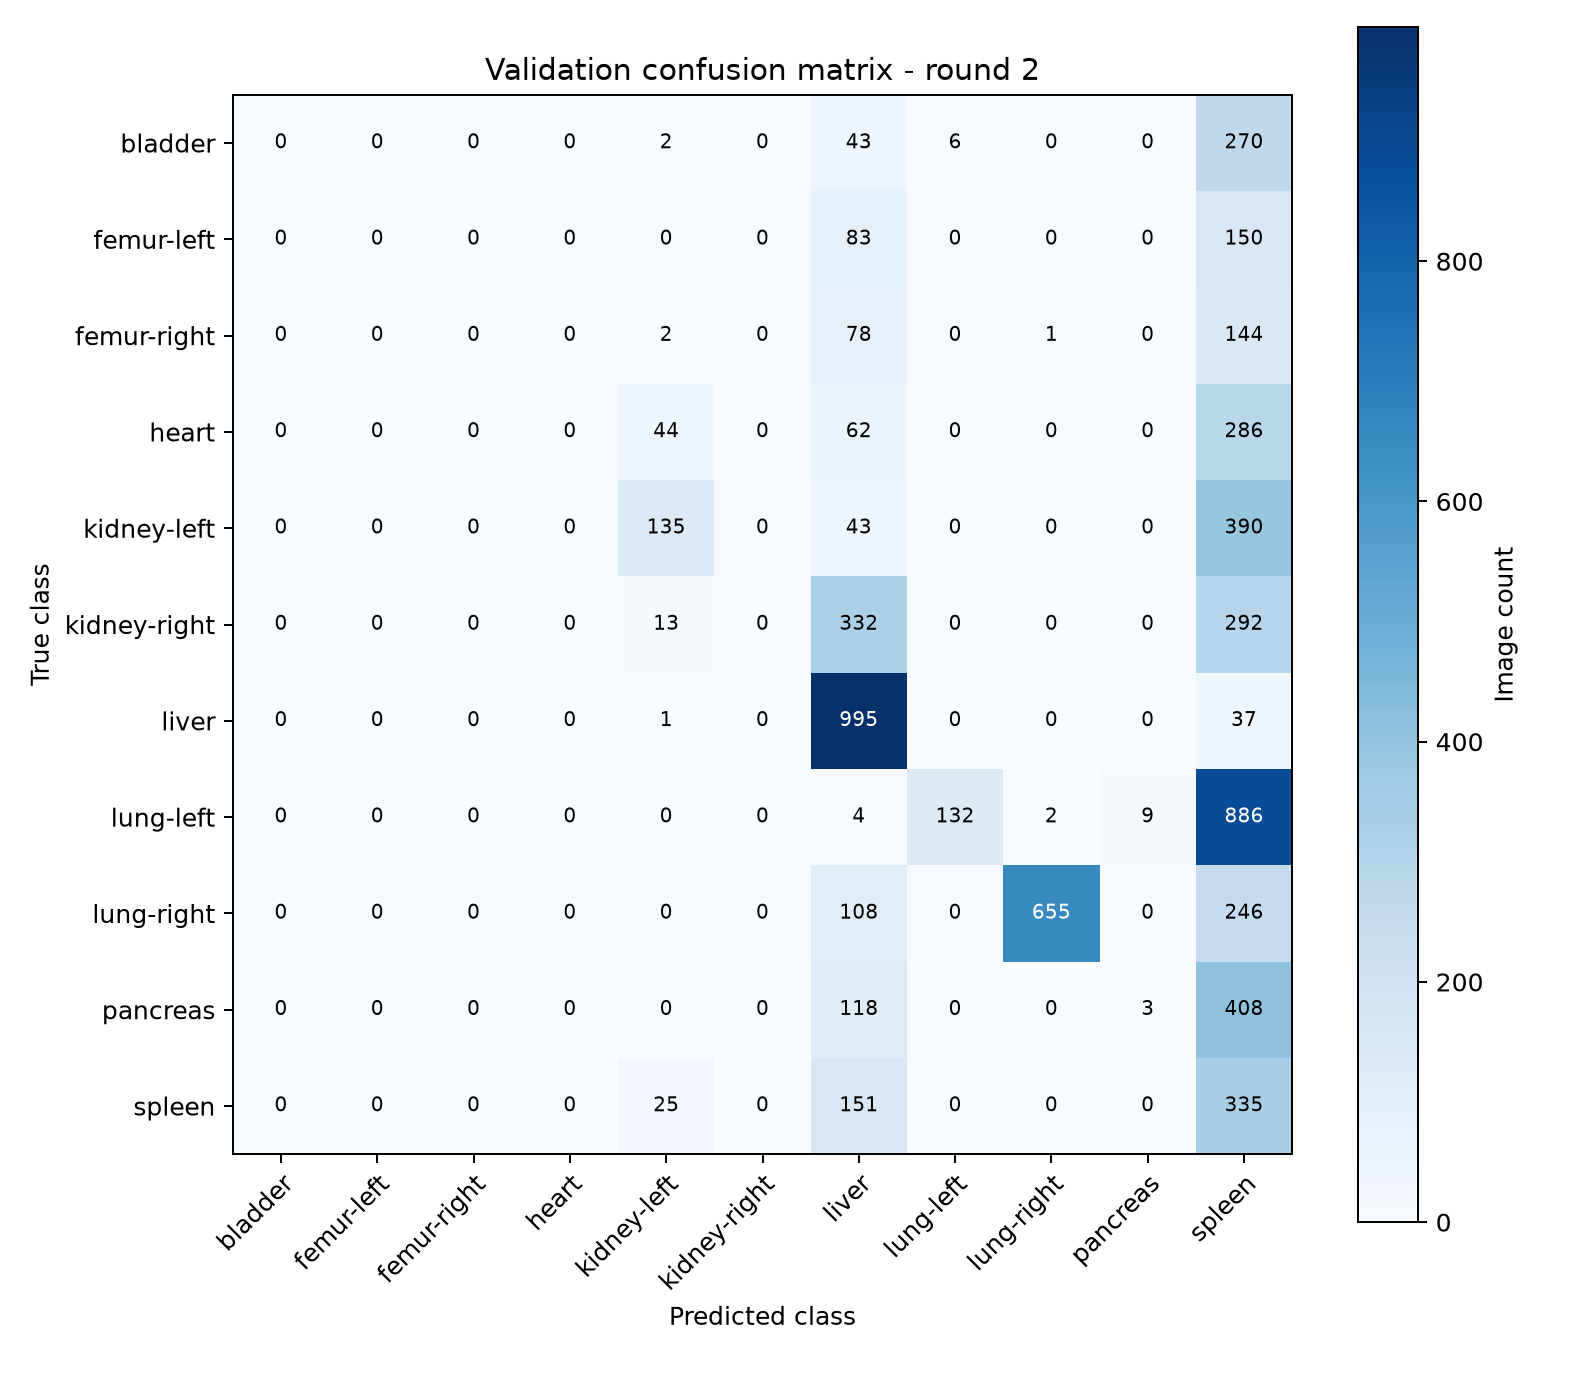 Validation confusion matrix - round 2
bladder 0 0 0 0 2 0 43 6 0 0 270
femur-left 0 0 0 0 0 0 83 0 0 0 150
femur-right 0 0 0 0 2 0 78 0 1 0 144
heart 0 0 0 0 44 0 62 0 0 0 286
kidney-left 0 0 0 0 135 0 43 0 0 0 390
kidney-right 0 0 0 0 13 0 332 0 0 0 292
liver 0 0 0 0 1 0 995 0 0 0 37
lung-left 0 0 0 0 0 0 4 132 2 9 886
lung-right 0 0 0 0 0 0 108 0 655 0 246
pancreas 0 0 0 0 0 0 118 0 0 3 408
spleen 0 0 0 0 25 0 151 0 0 0 335
True class
bladder femur-left femur-right heart kidney-left kidney-right liver lung-left lung-right pancreas spleen
Predicted class
800
600
400
200
0
Image count